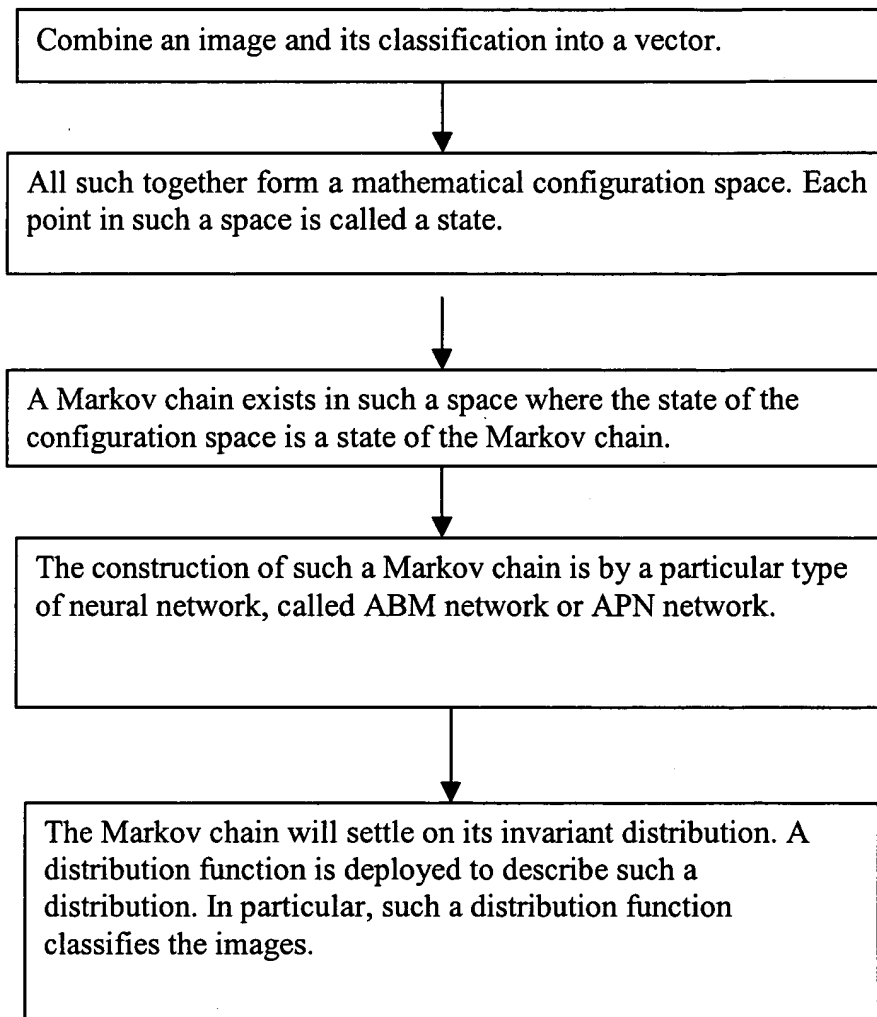 Combine an image and its classification into a vector.
All such together form a mathematical configuration space. Each
point in such a space is called a state.
A Markov chain exists in such a space where the state of the
configuration space is a state of the Markov chain.
The construction of such a Markov chain is by a particular type
of neural network, called ABM network or APN network.
The Markov chain will settle on its invariant distribution. A
distribution function is deployed to describe such a
distribution. In particular, such a distribution function
classifies the images.